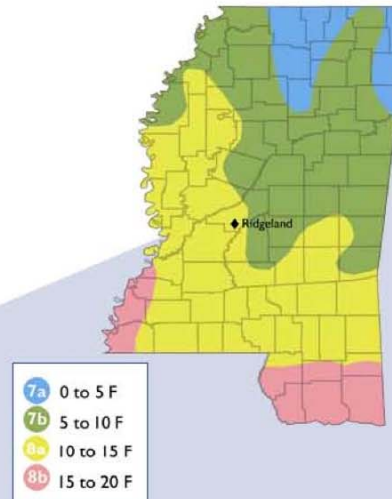 Ridgeland
7a 0 to 5 F
7b 5 to 10 F
8a 10 to 15 F
8b 15 to 20 F